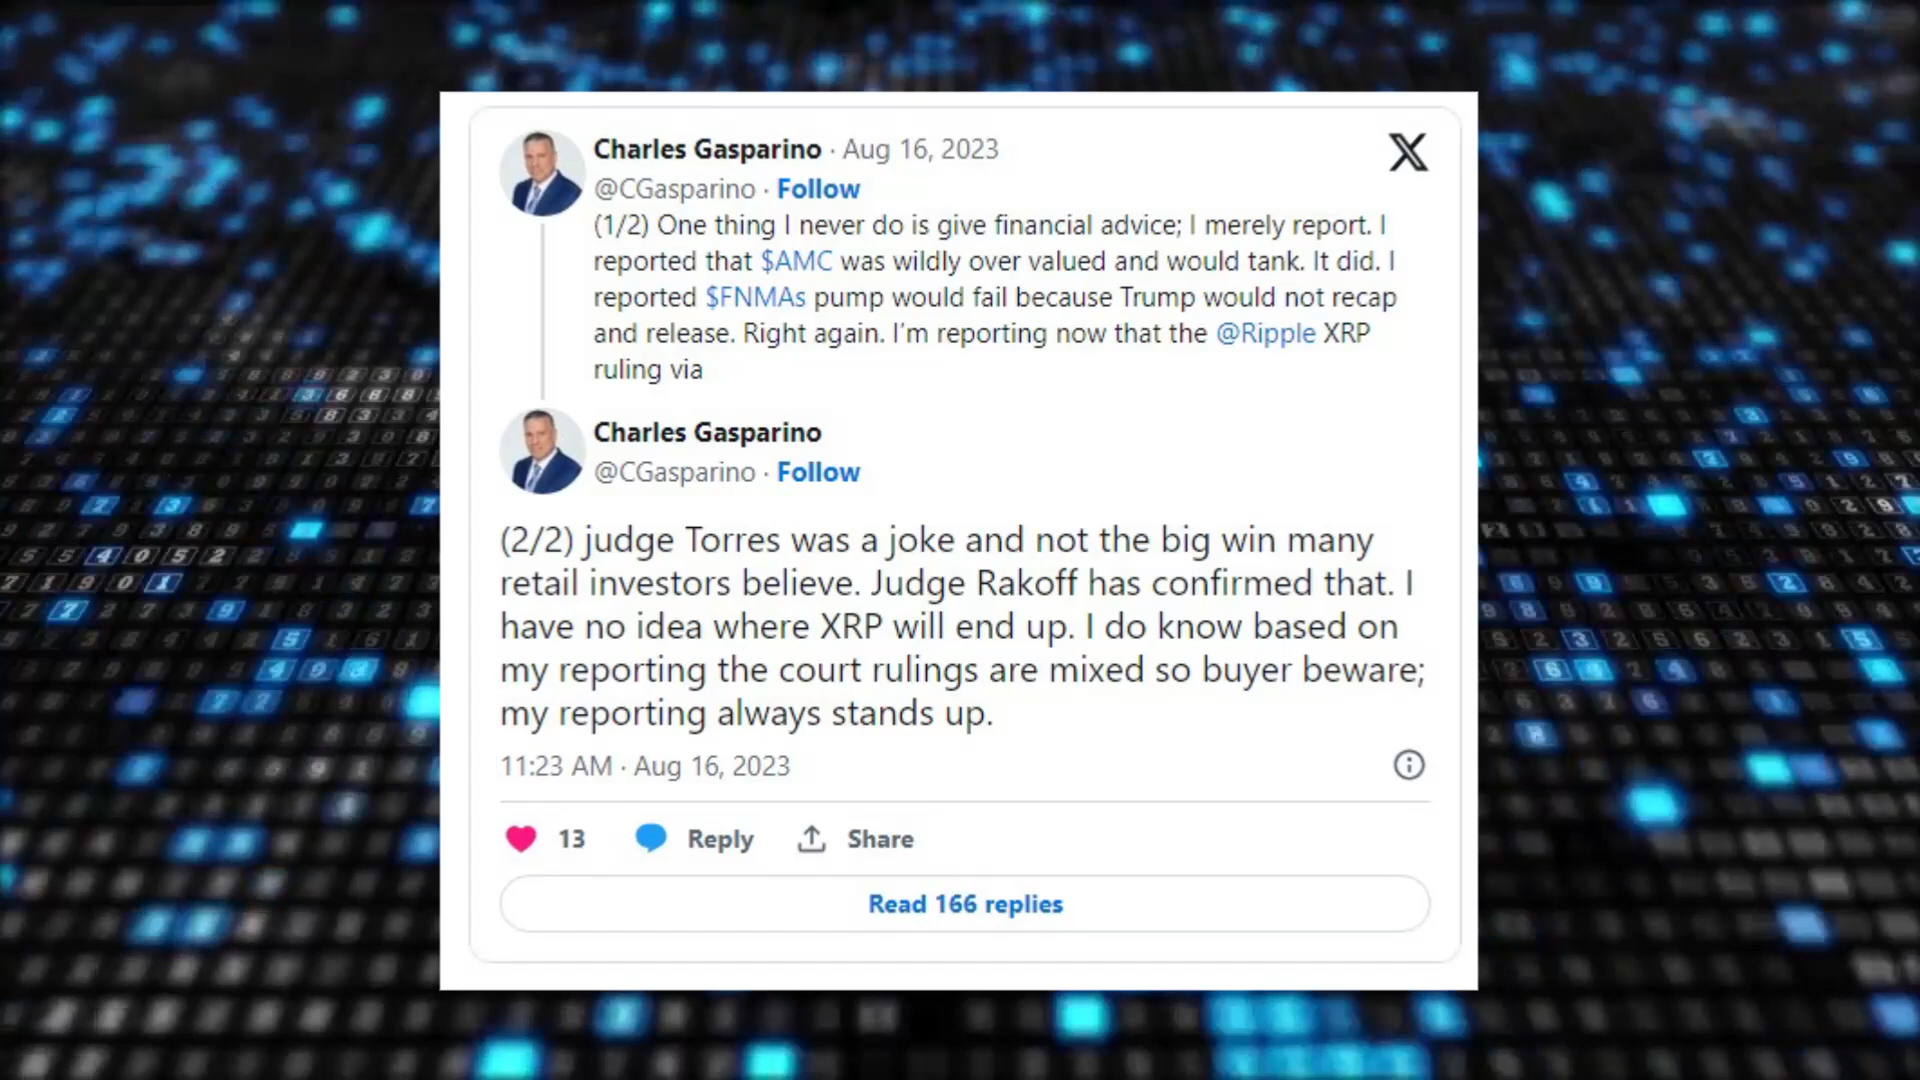 Charles Gasparino · Aug 16, 2023
@CGasparino · Follow
(1/2) One thing I never do is give financial advice; I merely report. I
reported that $AMC was wildly over valued and would tank. It did. I
reported $FNMAs pump would fail because Trump would not recap
and release. Right again. I’m reporting now that the @Ripple XRP
ruling via
Charles Gasparino
@CGasparino · Follow
(2/2) judge Torres was a joke and not the big win many
retail investors believe. Judge Rakoff has confirmed that. I
have no idea where XRP will end up. I do know based on
my reporting the court rulings are mixed so buyer beware;
my reporting always stands up.
11:23 AM · Aug 16, 2023
13 Reply Share
Read 166 replies